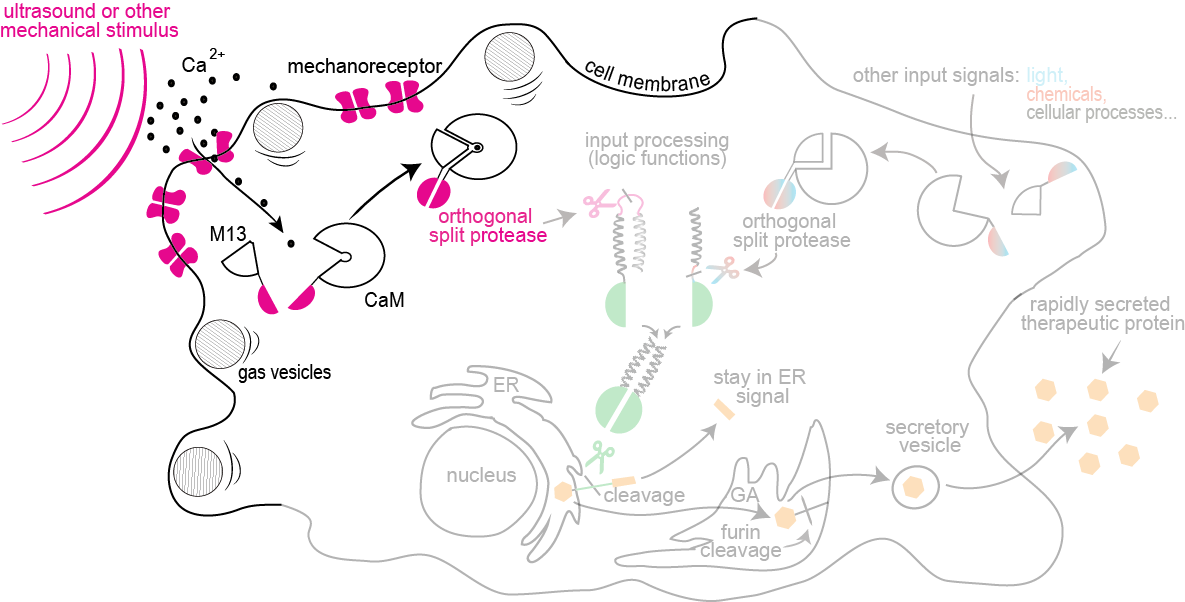 ultrasound or other
mechanical stimulus
Ca2+
mechanoreceptor
cell membrane
other input signals: light,
chemicals,
cellular processes...
input processing
(logic functions)
orthogonal
split protease
orthogonal
split protease
M13
CaM
gas vesicles
rapidly secreted
therapeutic protein
ER
stay in ER
signal
secretory
vesicle
nucleus
cleavage
GA
furin
cleavage